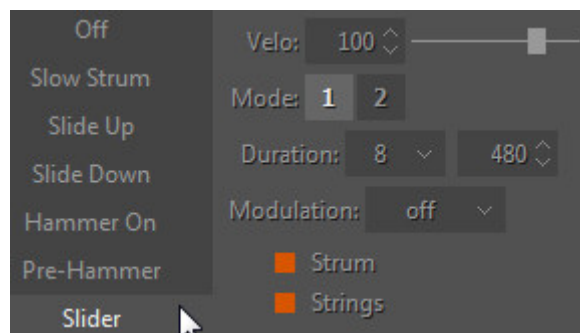 Off
Slow Strum
Slide Up
Slide Down
Hammer On
Pre-Hammer
Slider
Velo: 100
Mode: 1 2
Duration: 8 480
Modulation: off
Strum
Strings